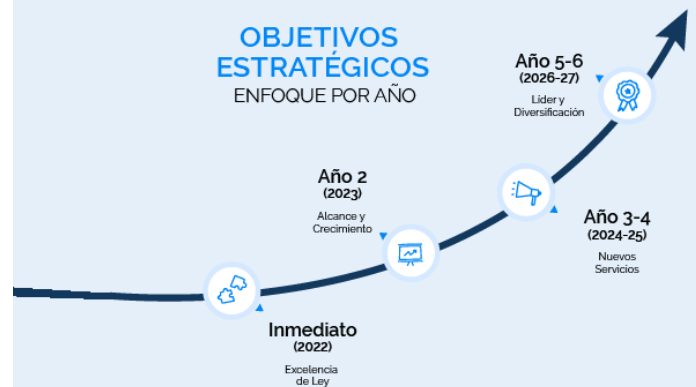 OBJETIVOS
ESTRATÉGICOS
ENFOQUE POR AÑO
Año 5-6
(2026-27)
Líder y
Diversificación
Año 2
(2023)
Alcance y
Crecimiento
Año 3-4
(2024-25)
Nuevos
Servicios
Inmediato
(2022)
Excelencia
de Ley